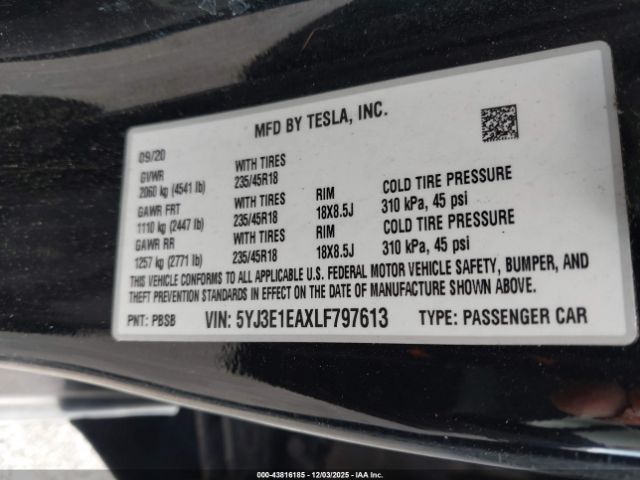 MFD BY TESLA, INC.
09/20
GVWR WITH TIRES
2060 kg (4541 lb) 235/45R18
GAWR FRT WITH TIRES RIM COLD TIRE PRESSURE
1110 kg (2447 lb) 235/45R18 18X8.5J 310 kPa, 45 psi
GAWR RR WITH TIRES RIM COLD TIRE PRESSURE
1257 kg (2771 lb) 235/45R18 18X8.5J 310 kPa, 45 psi
THIS VEHICLE CONFORMS TO ALL APPLICABLE U.S. FEDERAL MOTOR VEHICLE SAFETY, BUMPER, AND
THEFT PREVENTION STANDARDS IN EFFECT ON THE DATE OF MANUFACTURE SHOWN ABOVE.
PNT: PBSB VIN: 5YJ3E1EAXLF797613 TYPE: PASSENGER CAR
00-43816185 - 12/03/2025 - IAA Inc.